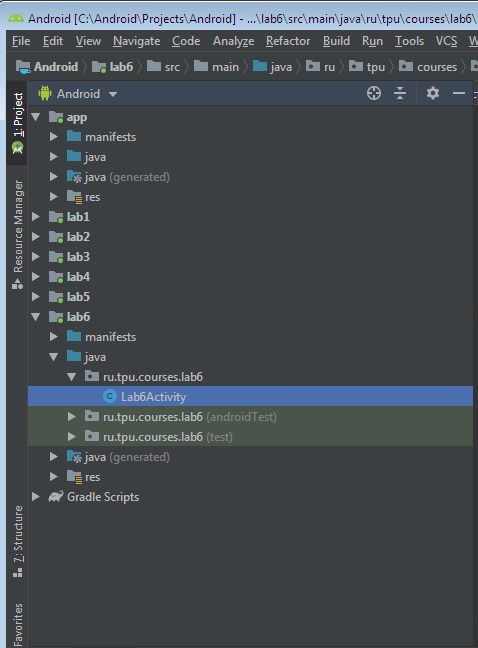 Android [C:\Android\Projects\Android] - ...\lab6\src\main\java\ru\tpu\courses\lab6\
File Edit View Navigate Code Analyze Refactor Build Run Tools VCS
Android lab6 src main java ru tpu courses
1: Project
Android
app
manifests
java
java (generated)
res
Resource Manager
lab1
lab2
lab3
lab4
lab5
lab6
manifests
java
ru.tpu.courses.lab6
C Lab6Activity
ru.tpu.courses.lab6 (androidTest)
ru.tpu.courses.lab6 (test)
java (generated)
res
Gradle Scripts
7: Structure
Favorites